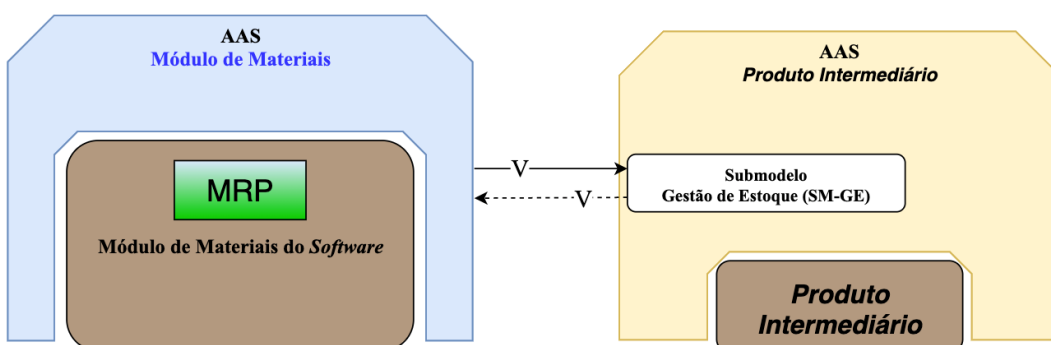 AAS
Módulo de Materiais
MRP
Módulo de Materiais do Software
V
V
AAS
Produto Intermediário
Submodelo
Gestão de Estoque (SM-GE)
Produto
Intermediário